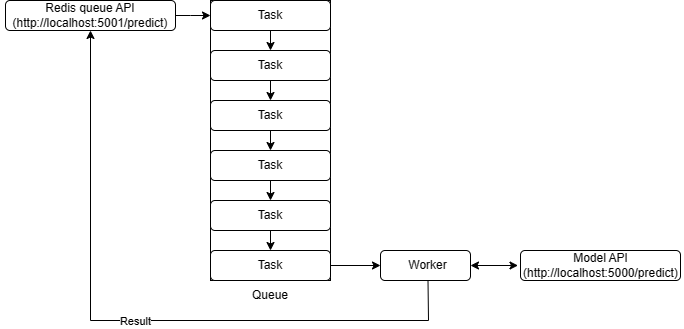 Redis queue API
(http://localhost:5001/predict)
Task
Task
Task
Task
Task
Task
Queue
Worker
Model API
(http://localhost:5000/predict)
Result